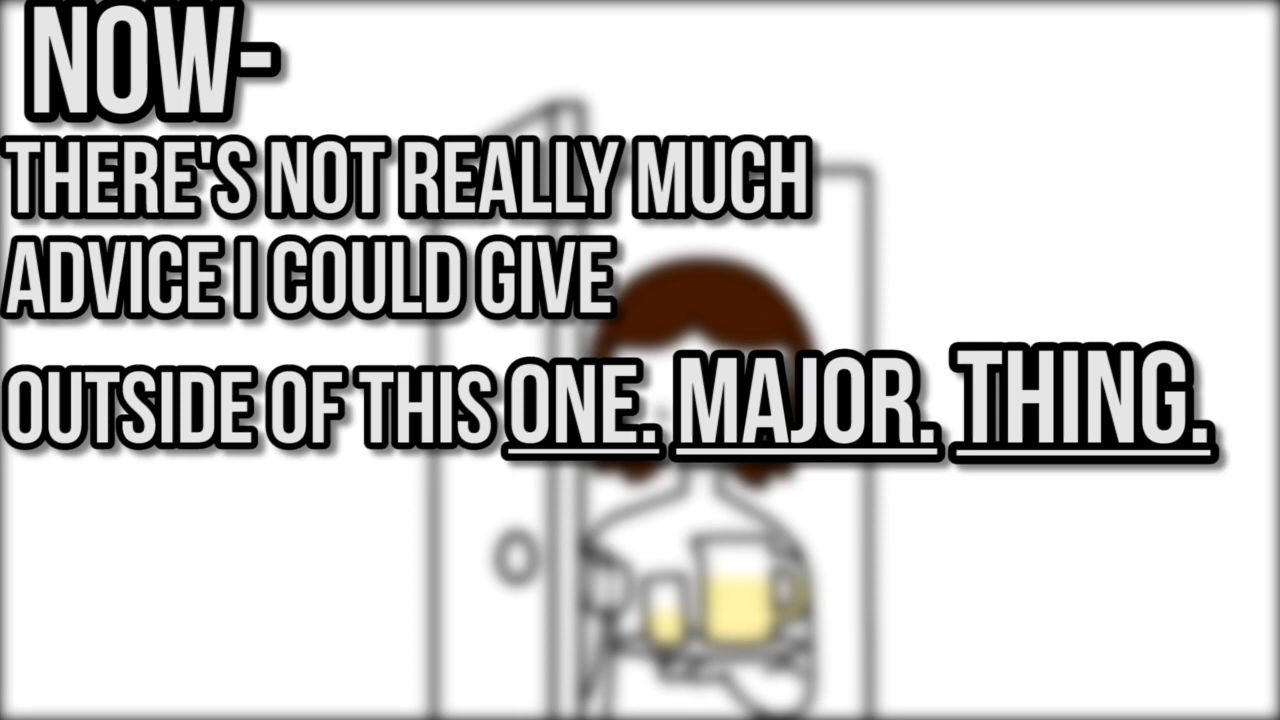 NOW-
THERE'S NOT REALLY MUCH
ADVICE I COULD GIVE
OUTSIDE OF THIS ONE. MAJOR. THING.